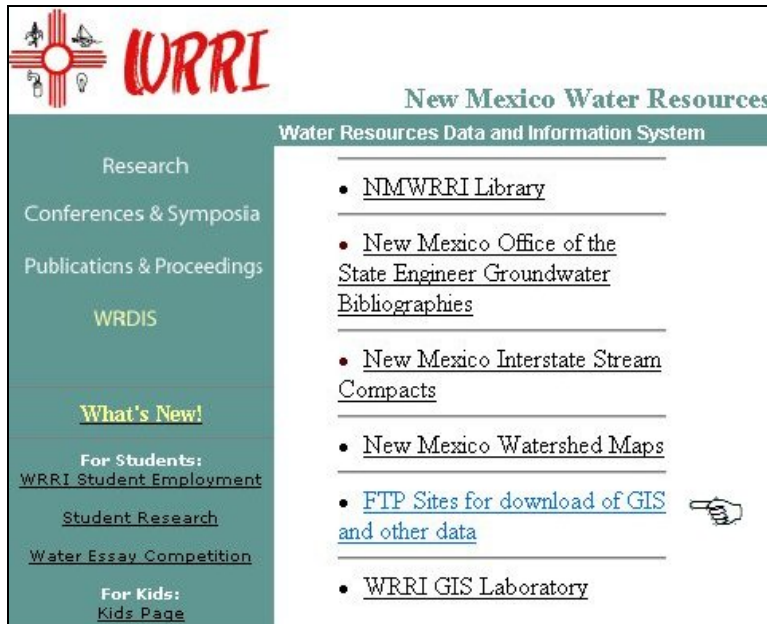 WRRI
New Mexico Water Resources
Water Resources Data and Information System
Research
Conferences & Symposia
Publications & Proceedings
WRDIS
What's New!
For Students:
WRRI Student Employment
Student Research
Water Essay Competition
For Kids:
Kids Page
• NMWRRI Library
• New Mexico Office of the
State Engineer Groundwater
Bibliographies
• New Mexico Interstate Stream
Compacts
• New Mexico Watershed Maps
• FTP Sites for download of GIS
and other data
• WRRI GIS Laboratory